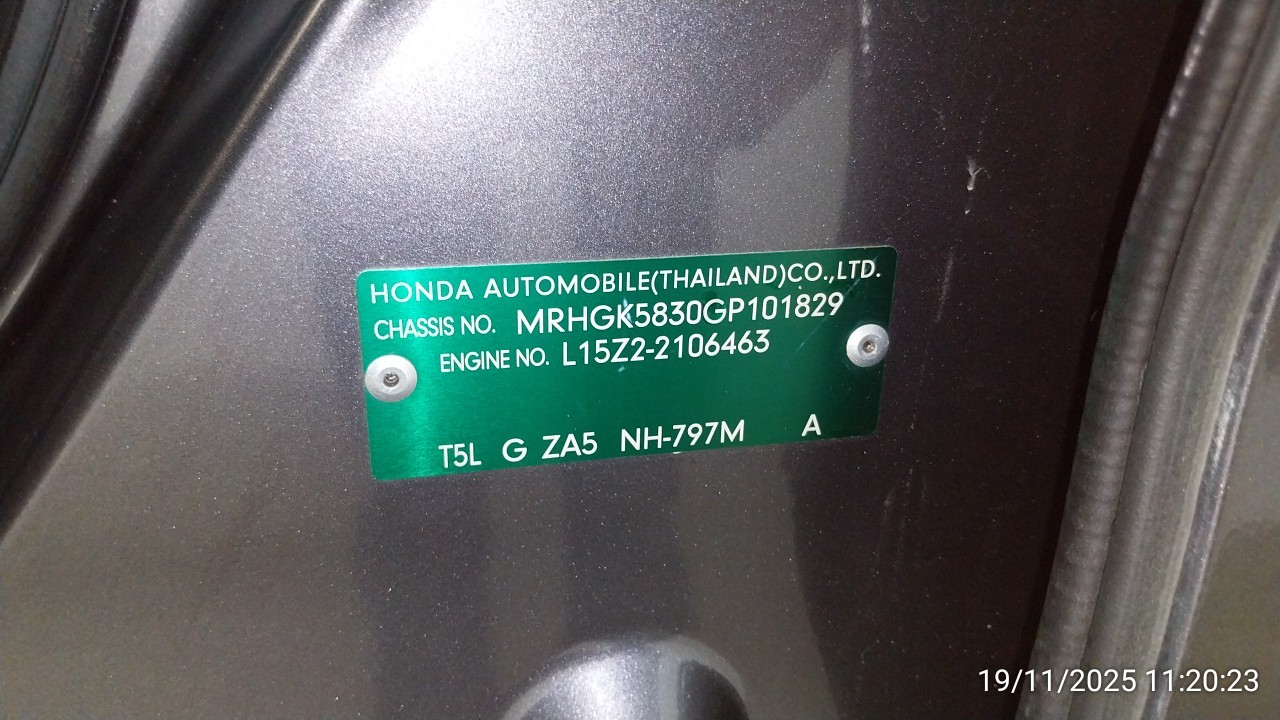 HONDA AUTOMOBILE(THAILAND)CO.,LTD.
CHASSIS NO. MRHGK5830GP101829
ENGINE NO. L15Z2-2106463
T5L G ZA5 NH-797M A
19/11/2025 11:20:23